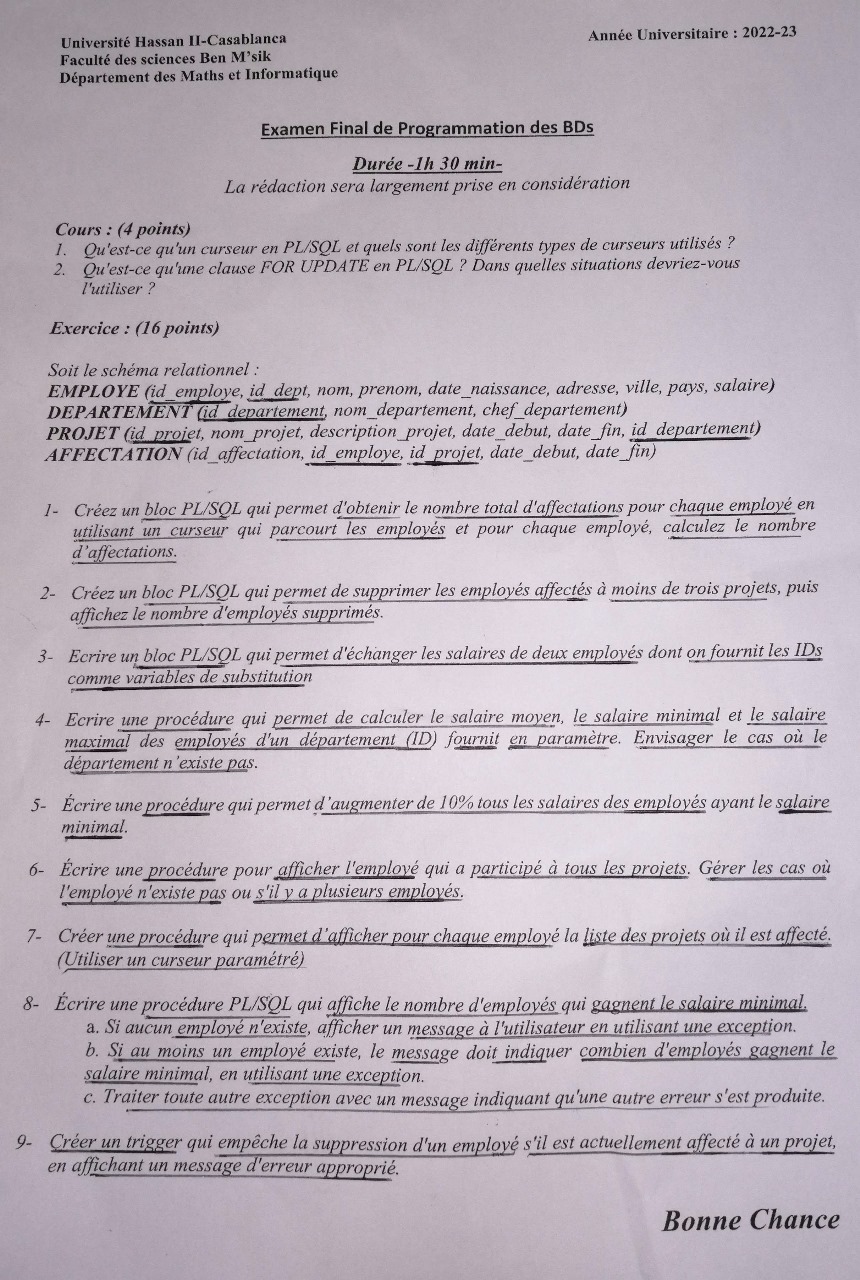 Université Hassan II-Casablanca
Année Universitaire : 2022-23
Faculté des sciences Ben M'sik
Département des Maths et Informatique
Examen Final de Programmation des BDs
Durée -1h 30 min-
La rédaction sera largement prise en considération
Cours : (4 points)
1. Qu'est-ce qu'un curseur en PL/SQL et quels sont les différents types de curseurs utilisés ?
2. Qu'est-ce qu'une clause FOR UPDATE en PL/SQL ? Dans quelles situations devriez-vous
l'utiliser ?
Exercice : (16 points)
Soit le schéma relationnel :
EMPLOYE (id_employe, id_dept, nom, prenom, date_naissance, adresse, ville, pays, salaire)
DEPARTEMENT (id_departement, nom_departement, chef_departement)
PROJET (id_projet, nom_projet, description_projet, date_debut, date_fin, id_departement)
AFFECTATION (id_affectation, id_employe, id_projet, date_debut, date_fin)
1- Créez un bloc PL/SQL qui permet d'obtenir le nombre total d'affectations pour chaque employé en
utilisant un curseur qui parcourt les employés et pour chaque employé, calculez le nombre
d'affectations.
2- Créez un bloc PL/SQL qui permet de supprimer les employés affectés à moins de trois projets, puis
affichez le nombre d'employés supprimés.
3- Ecrire un bloc PL/SQL qui permet d'échanger les salaires de deux employés dont on fournit les IDs
comme variables de substitution
4- Ecrire une procédure qui permet de calculer le salaire moyen, le salaire minimal et le salaire
maximal des employés d'un département (ID) fournit en paramètre. Envisager le cas où le
département n'existe pas.
5- Écrire une procédure qui permet d'augmenter de 10% tous les salaires des employés ayant le salaire
minimal.
6- Écrire une procédure pour afficher l'employé qui a participé à tous les projets. Gérer les cas où
l'employé n'existe pas ou s'il y a plusieurs employés.
7- Créer une procédure qui permet d'afficher pour chaque employé la liste des projets où il est affecté.
(Utiliser un curseur paramétré)
8- Écrire une procédure PL/SQL qui affiche le nombre d'employés qui gagnent le salaire minimal.
a. Si aucun employé n'existe, afficher un message à l'utilisateur en utilisant une exception.
b. Si au moins un employé existe, le message doit indiquer combien d'employés gagnent le
salaire minimal, en utilisant une exception.
c. Traiter toute autre exception avec un message indiquant qu'une autre erreur s'est produite.
9- Créer un trigger qui empêche la suppression d'un employé s'il est actuellement affecté à un projet,
en affichant un message d'erreur approprié.
Bonne Chance